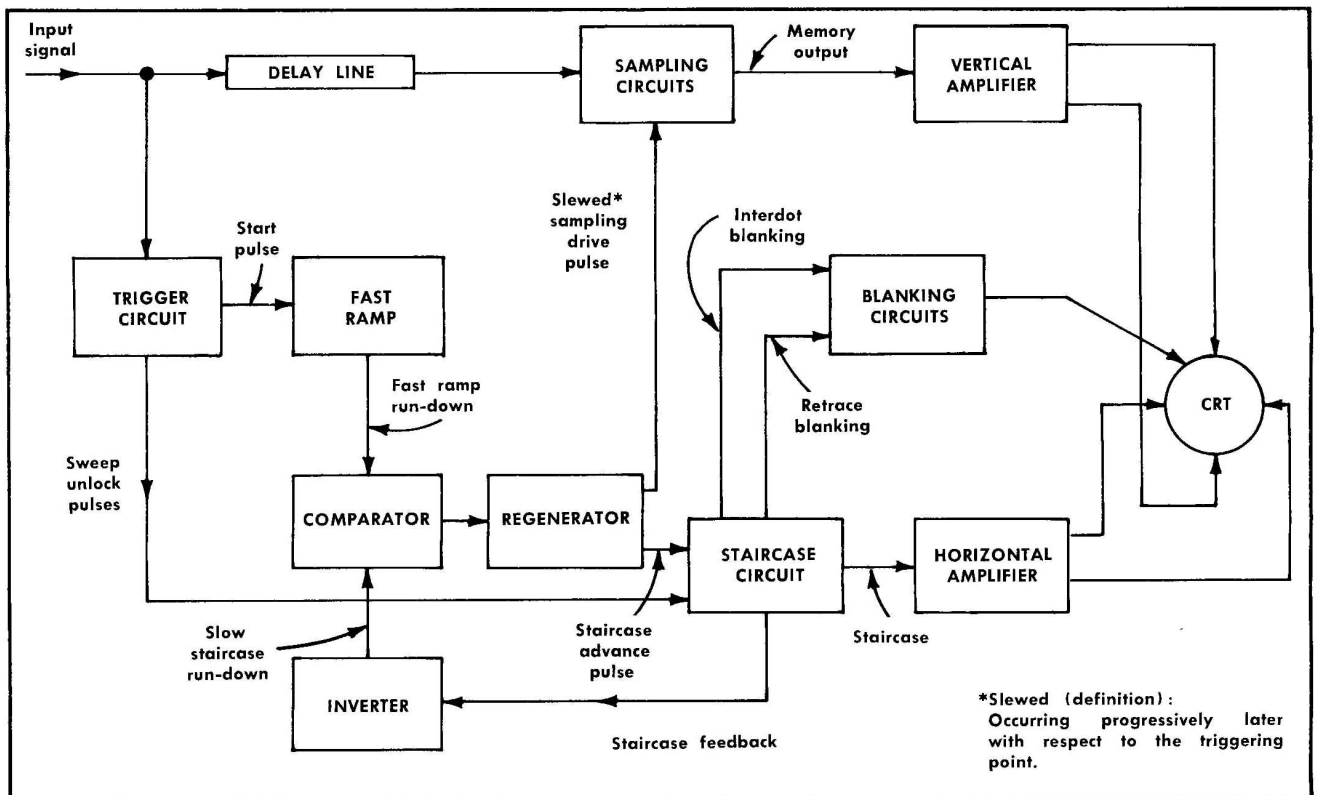 Input
signal
DELAY LINE
SAMPLING
CIRCUITS
Memory
output
VERTICAL
AMPLIFIER
Slewed*
sampling
drive
pulse
Interdot
blanking
Start
pulse
TRIGGER
CIRCUIT
FAST
RAMP
BLANKING
CIRCUITS
Fast ramp
run-down
Retrace
blanking
CRT
Sweep
unlock
pulses
COMPARATOR
REGENERATOR
STAIRCASE
CIRCUIT
HORIZONTAL
AMPLIFIER
Slow
staircase
run-down
Staircase
advance
pulse
Staircase
INVERTER
Staircase feedback
*Slewed (definition):
Occurring progressively later
with respect to the triggering
point.